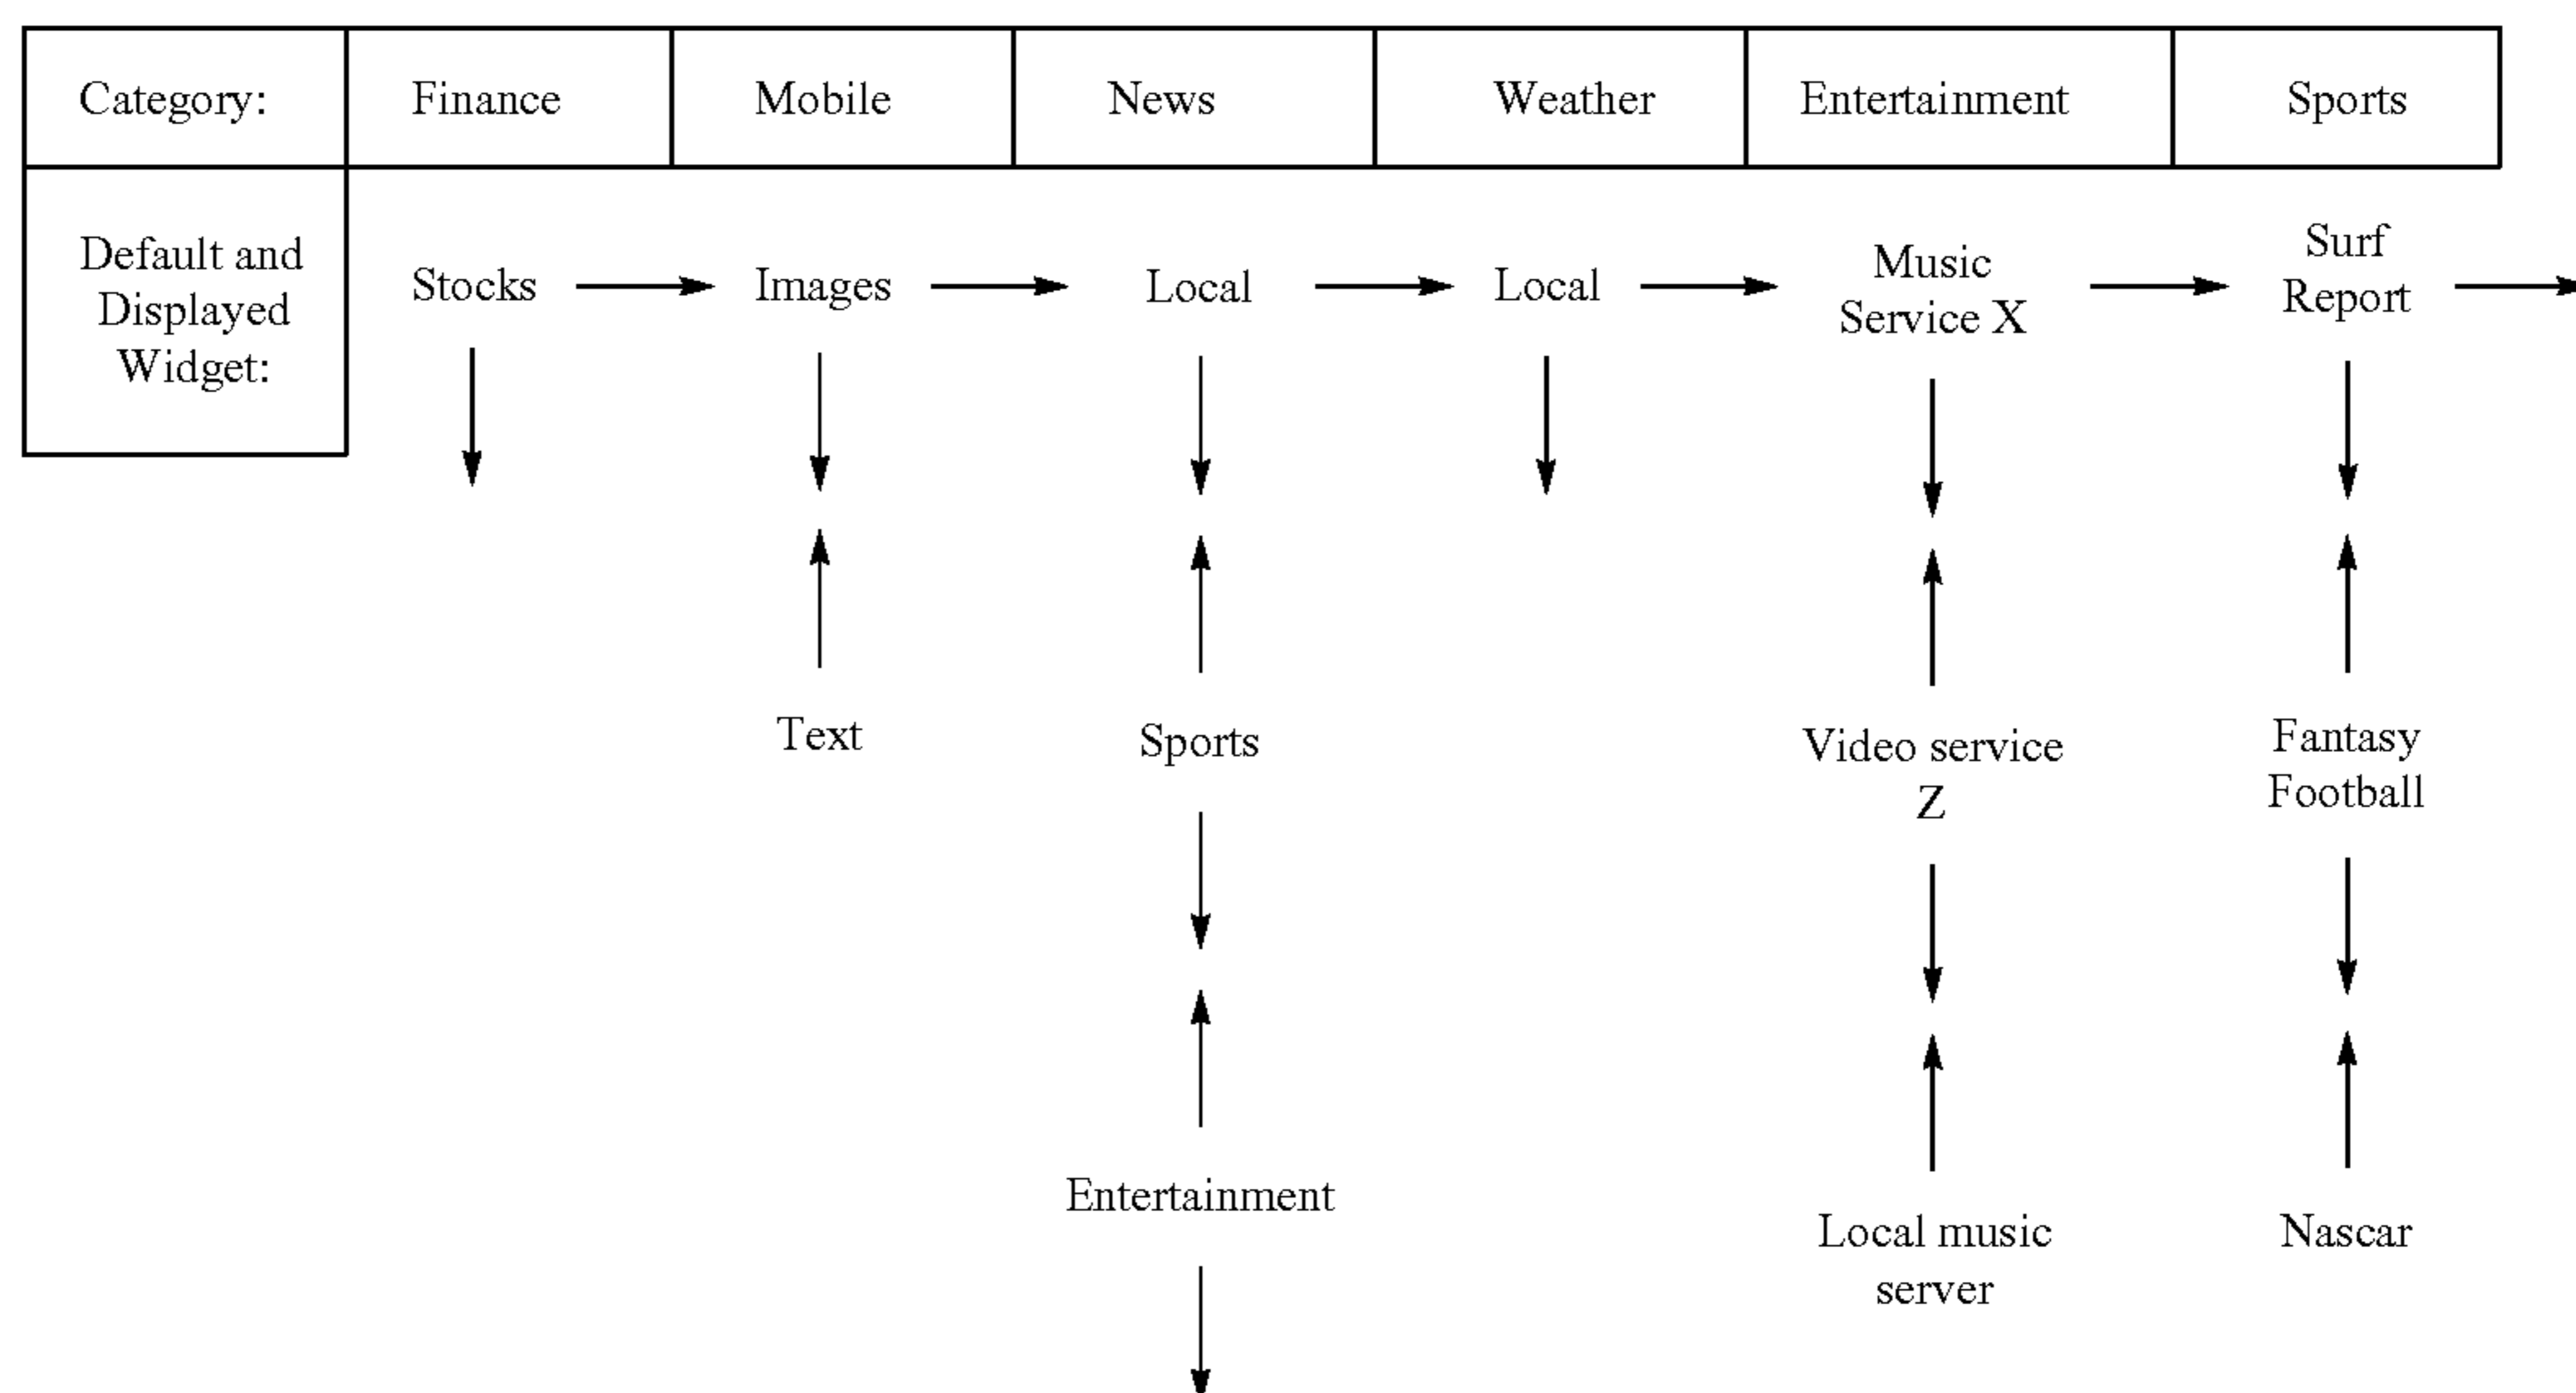 Category:
Finance
Mobile
News
Weather
Entertainment
Sports
Default and
Displayed
Widget:
Stocks
Images
Local
Local
Music
Service X
Surf
Report
Text
Sports
Video service
Z
Fantasy
Football
Entertainment
Local music
server
Nascar